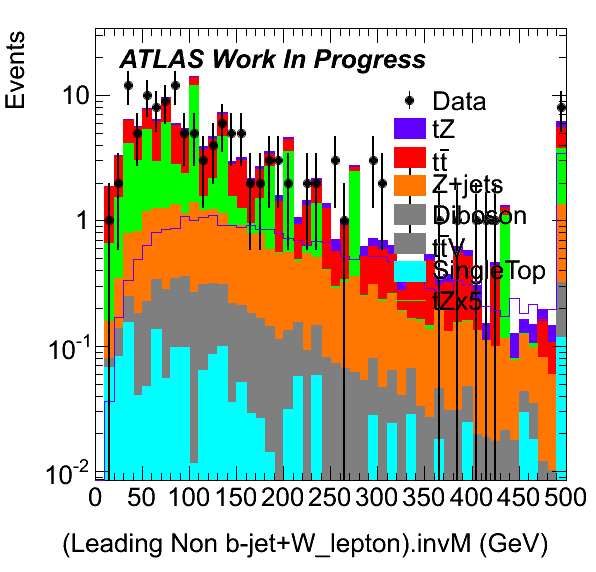 Events
ATLAS Work In Progress
10
1
10⁻¹
10⁻²
Data
tZ
tt̄
Z+jets
Diboson
tt̄V
SingleTop
tZx5
0 50 100 150 200 250 300 350 400 450 500
(Leading Non b-jet+W_lepton).invM (GeV)